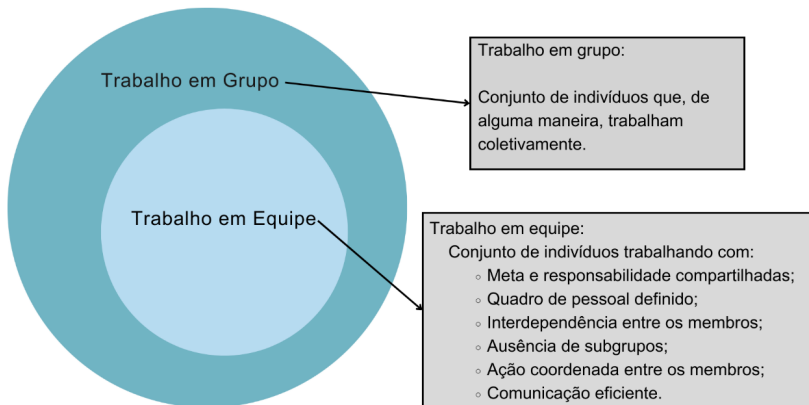 Trabalho em Grupo
Trabalho em grupo:
Conjunto de indivíduos que, de
alguma maneira, trabalham
coletivamente.
Trabalho em Equipe
Trabalho em equipe:
Conjunto de indivíduos trabalhando com:
◦ Meta e responsabilidade compartilhadas;
◦ Quadro de pessoal definido;
◦ Interdependência entre os membros;
◦ Ausência de subgrupos;
◦ Ação coordenada entre os membros;
◦ Comunicação eficiente.